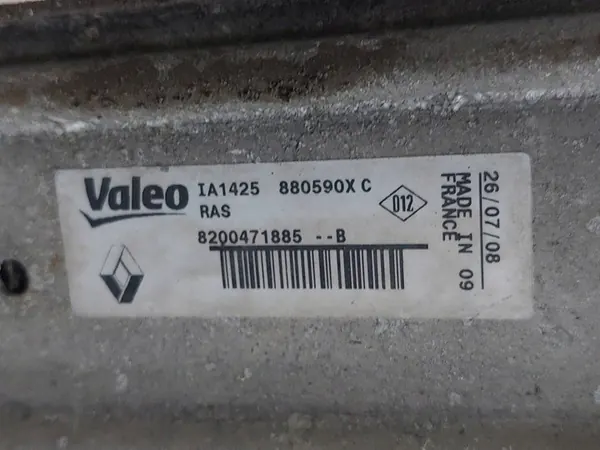 Valeo
IA1425 880590X C
RAS
012
8200471885 --B
26/07/08
MADE IN 09
FRANCE